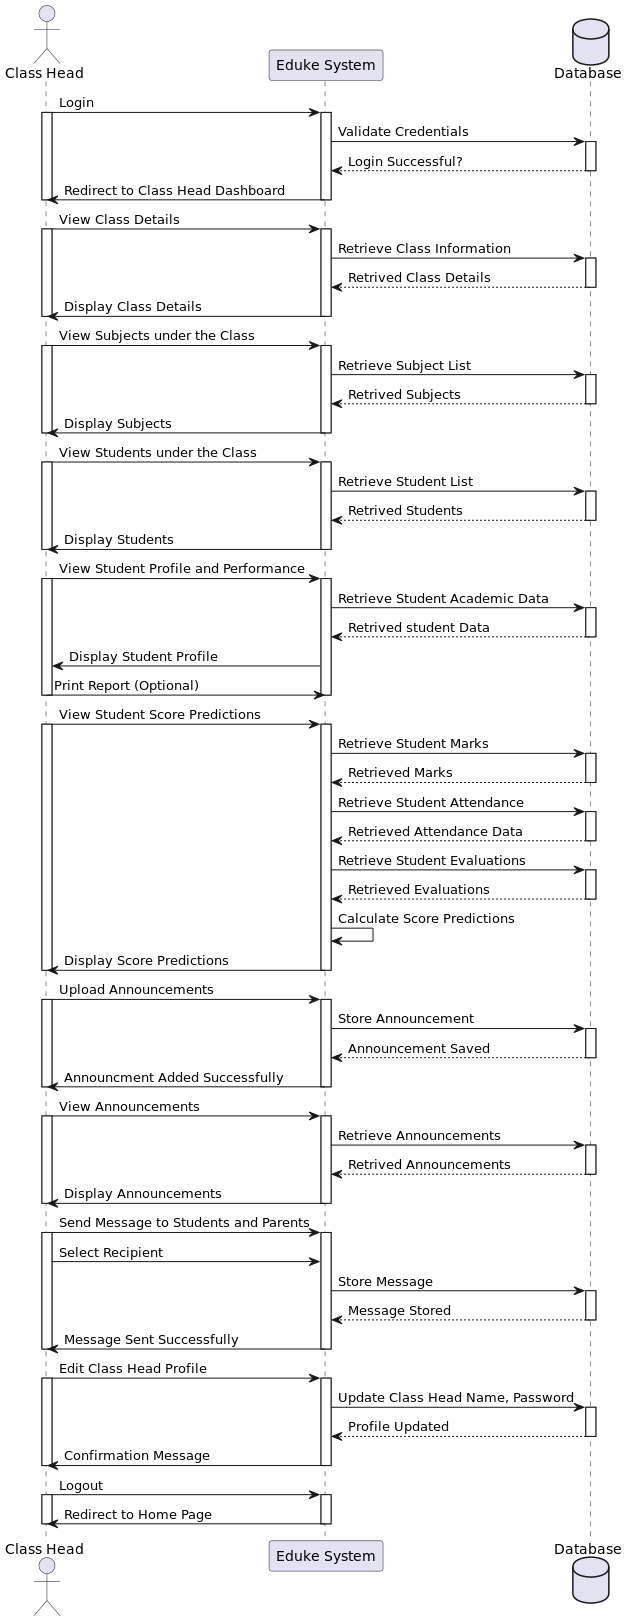 Class Head
Eduke System
Database
Login
Validate Credentials
Login Successful?
Redirect to Class Head Dashboard
View Class Details
Retrieve Class Information
Retrived Class Details
Display Class Details
View Subjects under the Class
Retrieve Subject List
Retrived Subjects
Display Subjects
View Students under the Class
Retrieve Student List
Retrived Students
Display Students
View Student Profile and Performance
Retrieve Student Academic Data
Retrived student Data
Display Student Profile
Print Report (Optional)
View Student Score Predictions
Retrieve Student Marks
Retrieved Marks
Retrieve Student Attendance
Retrieved Attendance Data
Retrieve Student Evaluations
Retrieved Evaluations
Calculate Score Predictions
Display Score Predictions
Upload Announcements
Store Announcement
Announcement Saved
Announcment Added Successfully
View Announcements
Retrieve Announcements
Retrived Announcements
Display Announcements
Send Message to Students and Parents
Select Recipient
Store Message
Message Stored
Message Sent Successfully
Edit Class Head Profile
Update Class Head Name, Password
Profile Updated
Confirmation Message
Logout
Redirect to Home Page
Class Head
Eduke System
Database